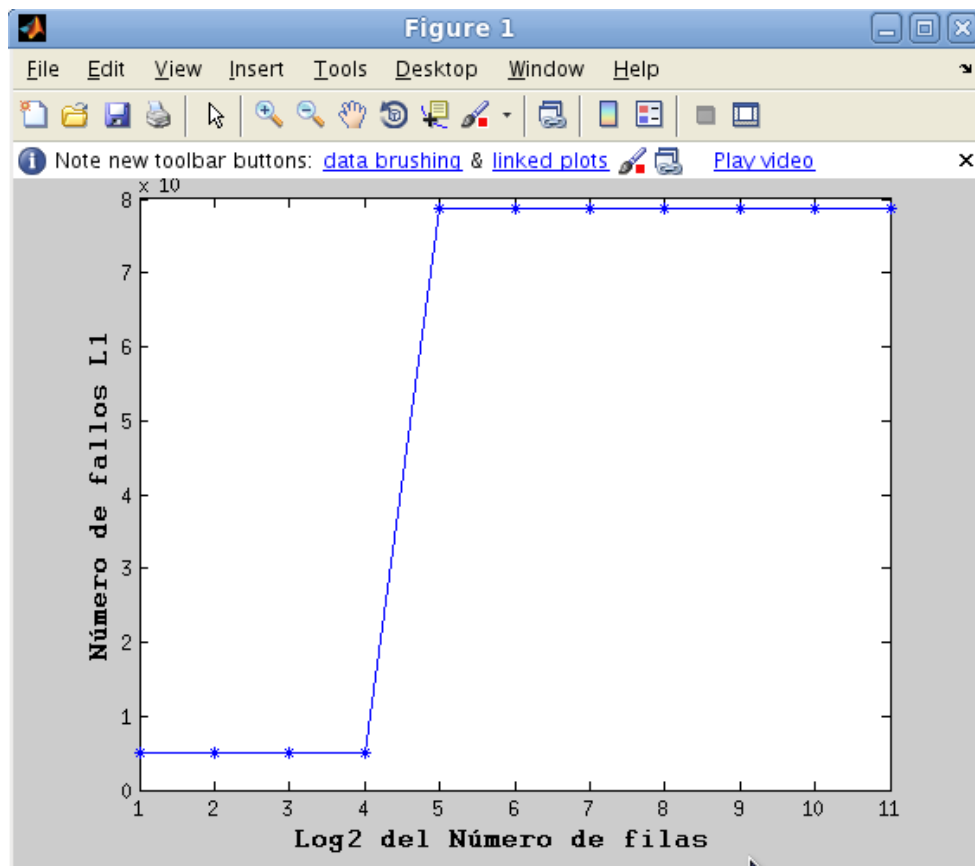 Figure 1
File Edit View Insert Tools Desktop Window Help
Note new toolbar buttons: data brushing & linked plots Play video
x 10
8
7
6
5
4
3
2
1
0
Número de fallos L1
1 2 3 4 5 6 7 8 9 10 11
Log2 del Número de filas